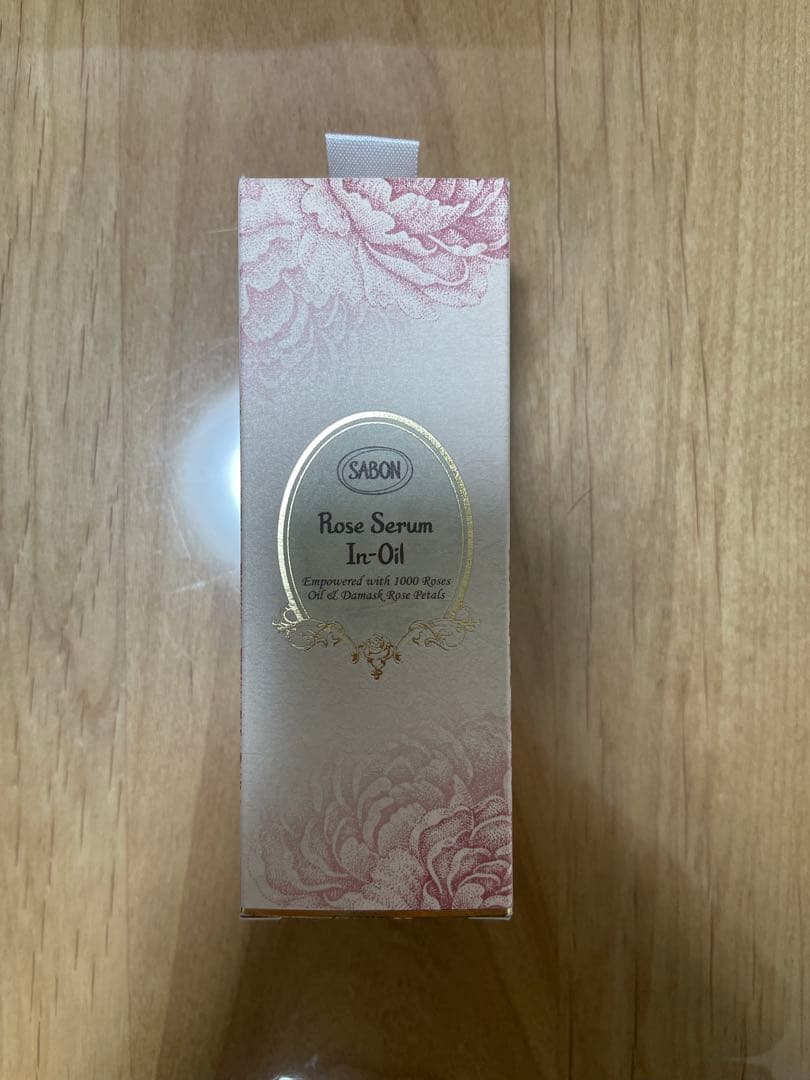 SABON
Rose Serum
In-Oil
Empowered with 1000 Roses
Oil & Damask Rose Petals